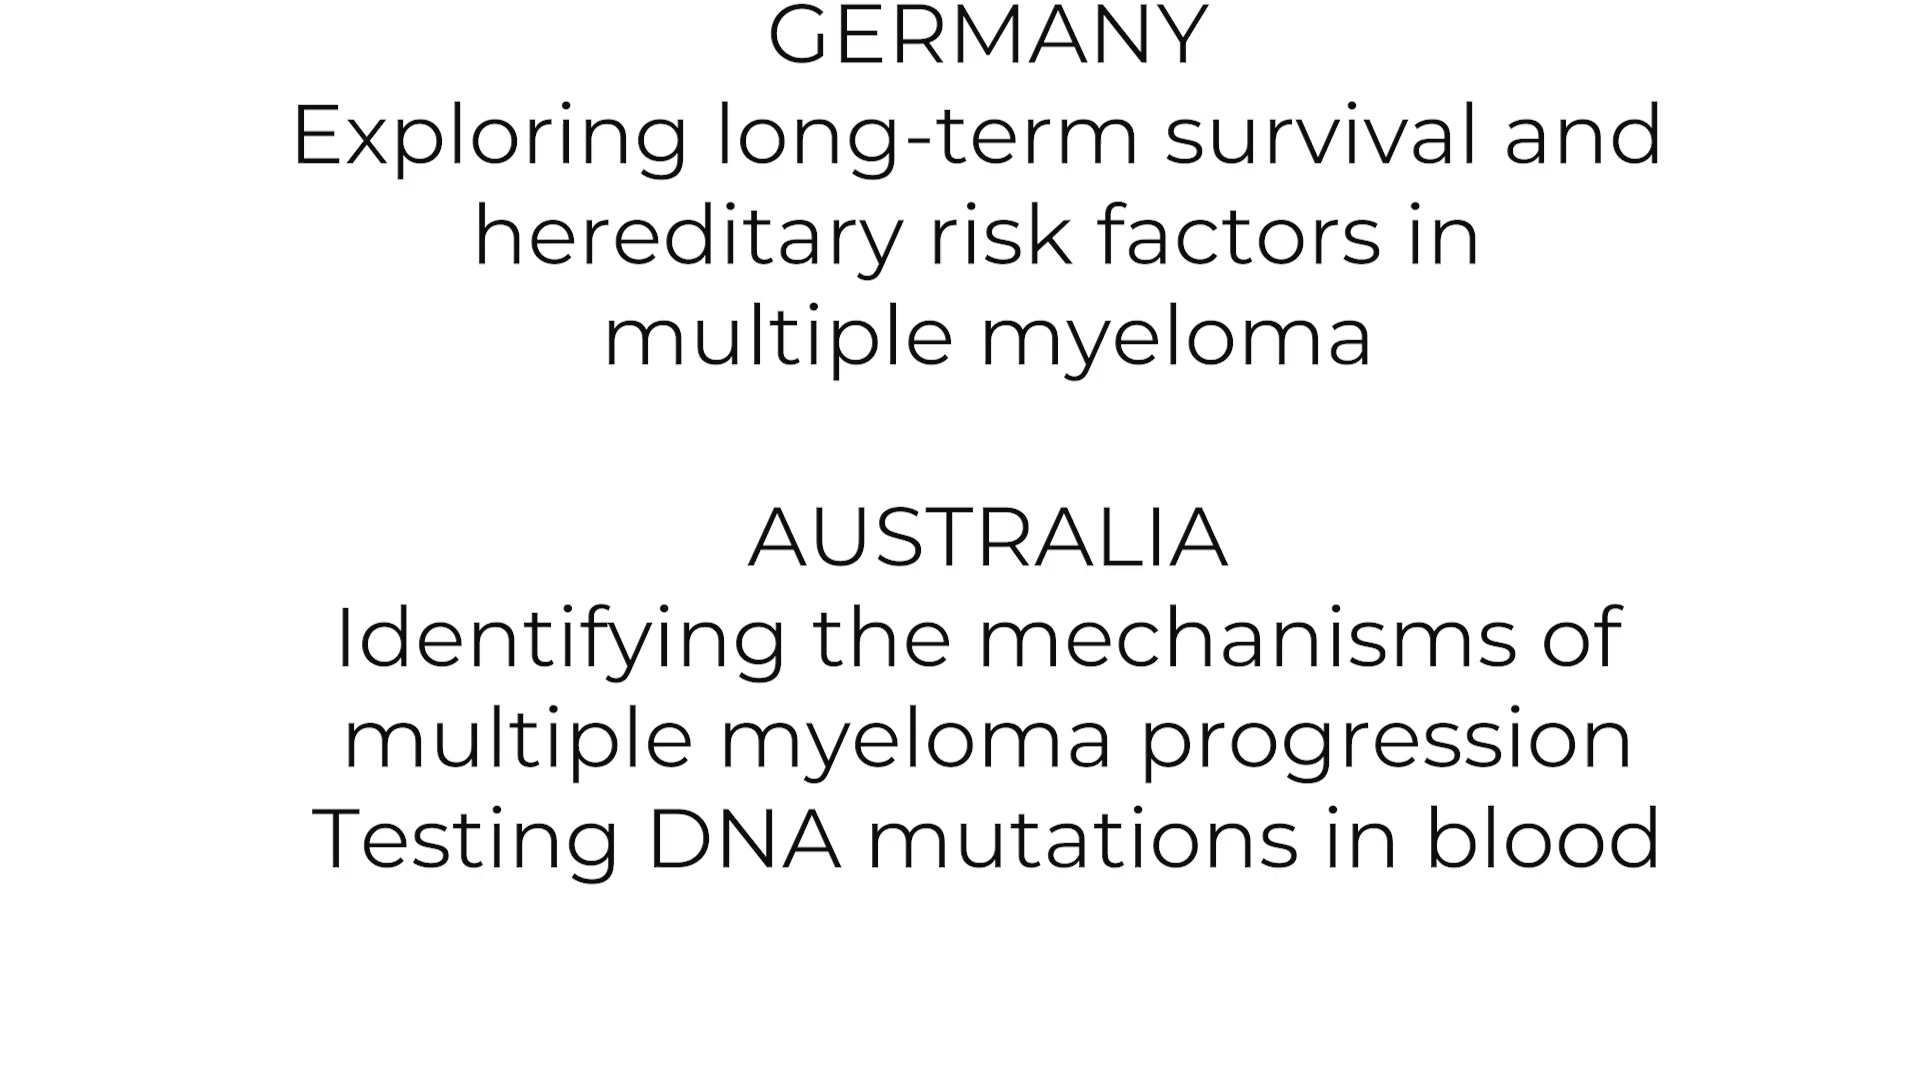 GERMANY
Exploring long-term survival and
hereditary risk factors in
multiple myeloma
AUSTRALIA
Identifying the mechanisms of
multiple myeloma progression
Testing DNA mutations in blood